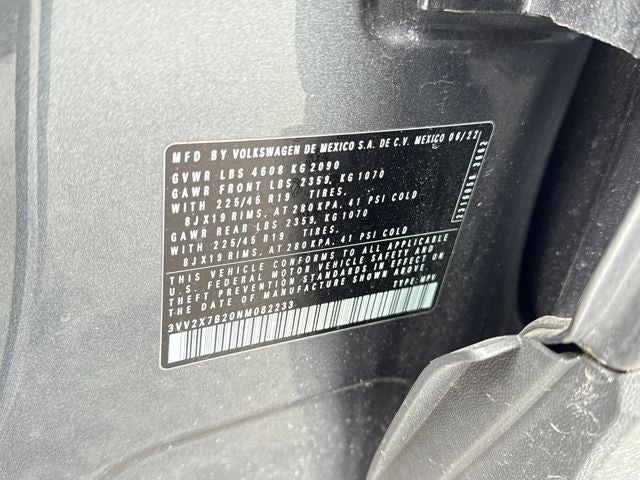 MFD BY VOLKSWAGEN DE MEXICO S.A. DE C.V. MEXICO 06/22
GVWR LBS 4608 KG 2090
GAWR FRONT LBS 2359, KG 1070
WITH 225/45 R19 TIRES,
8JX19 RIMS, AT 280 KPA, 41 PSI COLD
GAWR REAR LBS 2359, KG 1070
WITH 225/45 R19 TIRES,
8JX19 RIMS, AT 280 KPA, 41 PSI COLD
THIS VEHICLE CONFORMS TO ALL APPLICABLE
U.S. FEDERAL MOTOR VEHICLE SAFETY AND
THEFT PREVENTION STANDARDS IN EFFECT ON
THE DATE OF MANUFACTURE SHOWN ABOVE.
TYPE:
3VV2X7B20NM082233